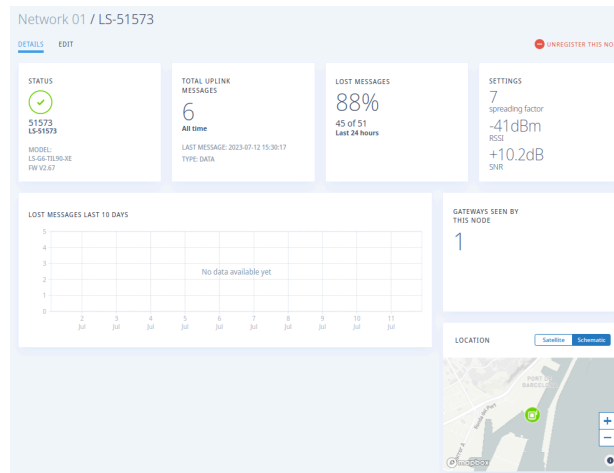 Network 01 / LS-51573
DETAILS EDIT
UNREGISTER THIS NO
STATUS
51573
LS-51573
MODEL:
LS-G6-TIL90-XE
FW V2.67
TOTAL UPLINK
MESSAGES
6
All time
LAST MESSAGE: 2023-07-12 15:30:17
TYPE: DATA
LOST MESSAGES
88%
45 of 51
Last 24 hours
SETTINGS
7
spreading factor
-41dBm
RSSI
+10.2dB
SNR
LOST MESSAGES LAST 10 DAYS
5
4
3
2
1
0
No data available yet
2 3 4 5 6 7 8 9 10 11
Jul Jul Jul Jul Jul Jul Jul Jul Jul Jul
GATEWAYS SEEN BY
THIS NODE
1
LOCATION
Satellite Schematic
PORT
BARCEL
mapbox
+
−